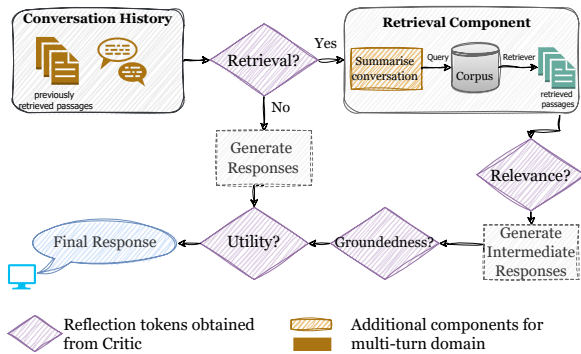 Conversation History
previously
retrieved passages
Retrieval?
Yes
No
Retrieval Component
Summarise
conversation
Query
Corpus
Retriever
retrieved
passages
Generate
Responses
Relevance?
Generate
Intermediate
Responses
Groundedness?
Utility?
Final Response
Reflection tokens obtained
from Critic
Additional components for
multi-turn domain